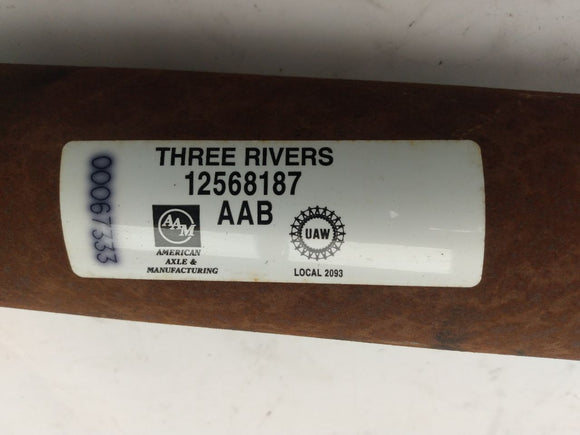 THREE RIVERS
12568187
AAB
AAM
AMERICAN
AXLE &
MANUFACTURING
UAW
LOCAL 2093
00067333